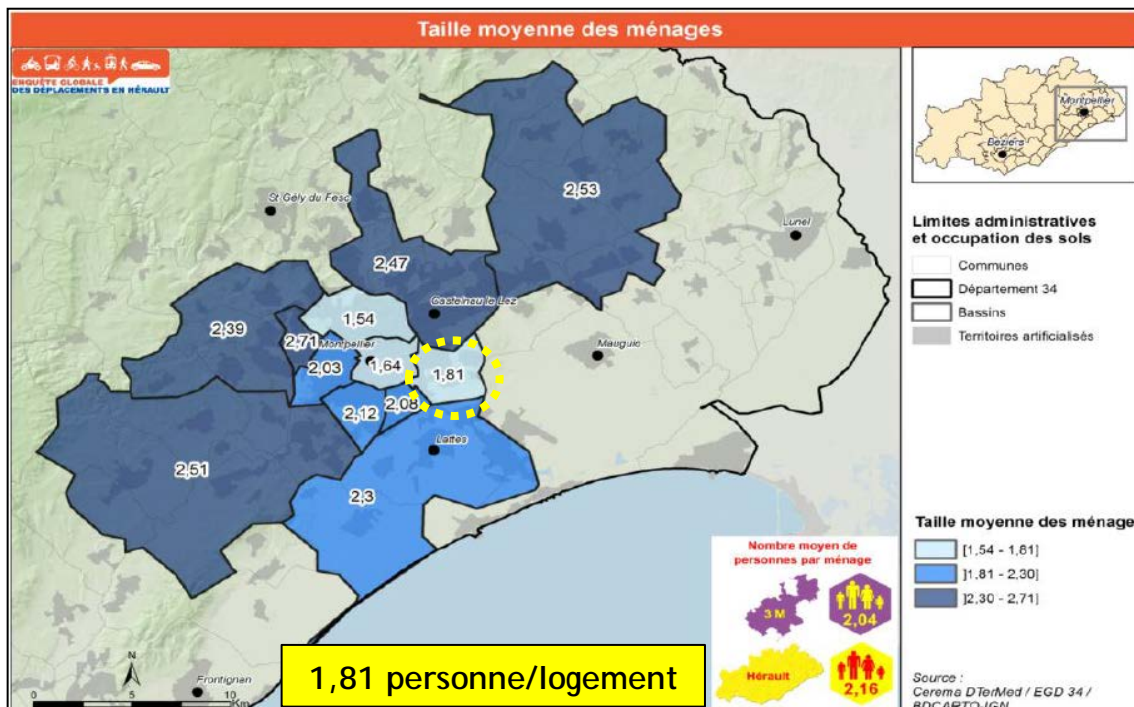 Taille moyenne des ménages
ENQUÊTE GLOBALE
DES DÉPLACEMENTS EN HÉRAULT
Montpellier
Béziers
2,53
St Gély du Fesc
Lunel
2,47
Castelnau le Lez
1,54
2,39
2,71
Montpellier
1,64
2,03
1,81
Mauguio
2,12
2,08
Lattes
2,51
2,3
Limites administratives
et occupation des sols
Communes
Département 34
Bassins
Territoires artificialisés
Taille moyenne des ménage
[1,54 - 1,81]
]1,81 - 2,30]
]2,30 - 2,71]
Nombre moyen de
personnes par ménage
3 M
2,04
Hérault
2,16
N
Frontignan
0 5 10
Km
1,81 personne/logement
Source :
Cerema DTerMed / EGD 34 /
BDCARTO-IGN